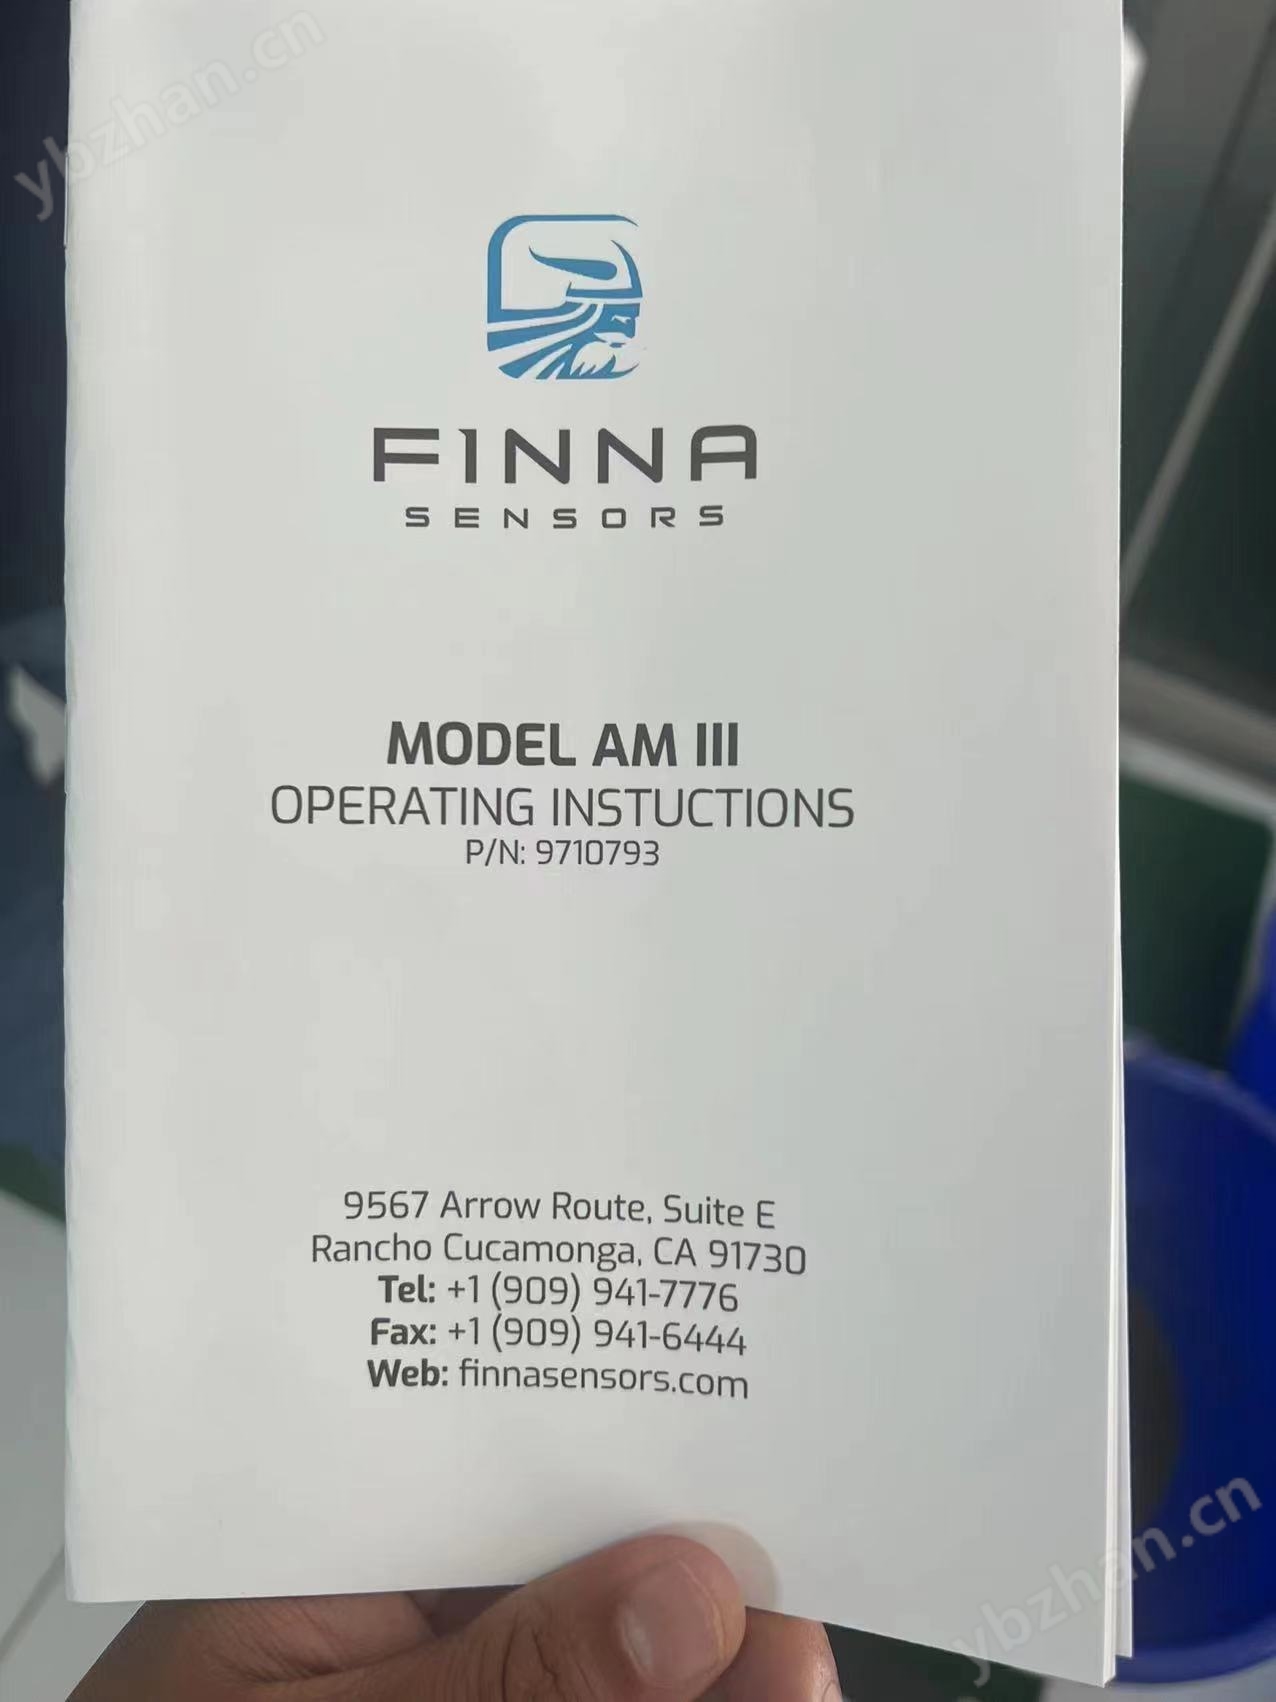 ybzhan.cn
FINNA
SENSORS
MODEL AM III
OPERATING INSTUCTIONS
P/N: 9710793
9567 Arrow Route, Suite E
Rancho Cucamonga, CA 91730
Tel: +1 (909) 941-7776
Fax: +1 (909) 941-6444
Web: finnasensors.com
ybzhan.cn